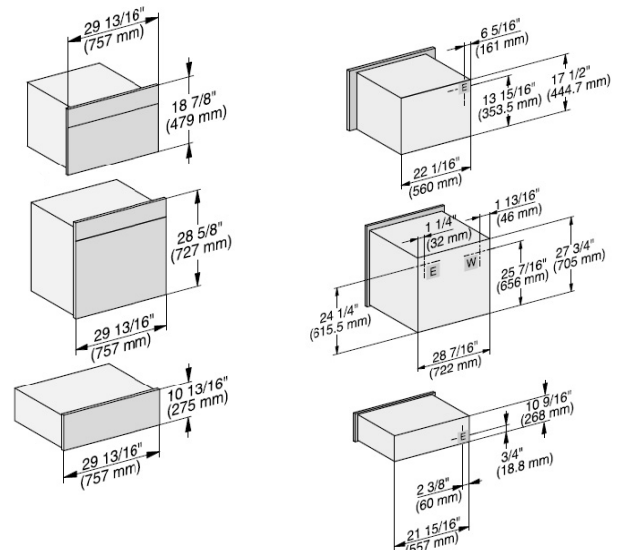 29 13/16"
(757 mm)
18 7/8"
(479 mm)
6 5/16"
(161 mm)
E
13 15/16"
(353.5 mm)
17 1/2"
(444.7 mm)
22 1/16"
(560 mm)
28 5/8"
(727 mm)
29 13/16"
(757 mm)
1 13/16"
(46 mm)
1 1/4"
(32 mm)
E
W
25 7/16"
(656 mm)
27 3/4"
(705 mm)
24 1/4"
(615.5 mm)
28 7/16"
(722 mm)
10 13/16"
(275 mm)
29 13/16"
(757 mm)
10 9/16"
(268 mm)
E
3/4"
(18.8 mm)
2 3/8"
(60 mm)
21 15/16"
(557 mm)